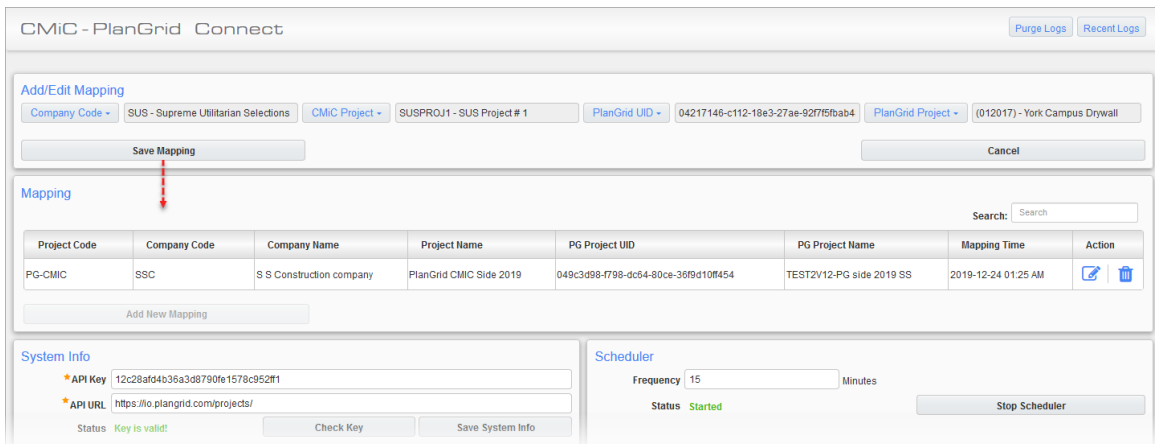 CMiC - PlanGrid Connect Purge Logs Recent Logs
Add/Edit Mapping
Company Code SUS - Supreme Utilitarian Selections CMiC Project SUSPROJ1 - SUS Project # 1 PlanGrid UID 04217146-c112-18e3-27ae-92f7f5fbab4 PlanGrid Project (012017) - York Campus Drywall
Save Mapping Cancel
Mapping
Search: Search
Project Code Company Code Company Name Project Name PG Project UID PG Project Name Mapping Time Action
PG-CMIC SSC S S Construction company PlanGrid CMIC Side 2019 049c3d98-f798-dc64-80ce-36f9d10ff454 TEST2V12-PG side 2019 SS 2019-12-24 01:25 AM
Add New Mapping
System Info Scheduler
*API Key 12c28afd4b36a3d8790fe1578c952ff1 Frequency 15 Minutes
*API URL https://io.plangrid.com/projects/ Status Started Stop Scheduler
Status Key is valid! Check Key Save System Info